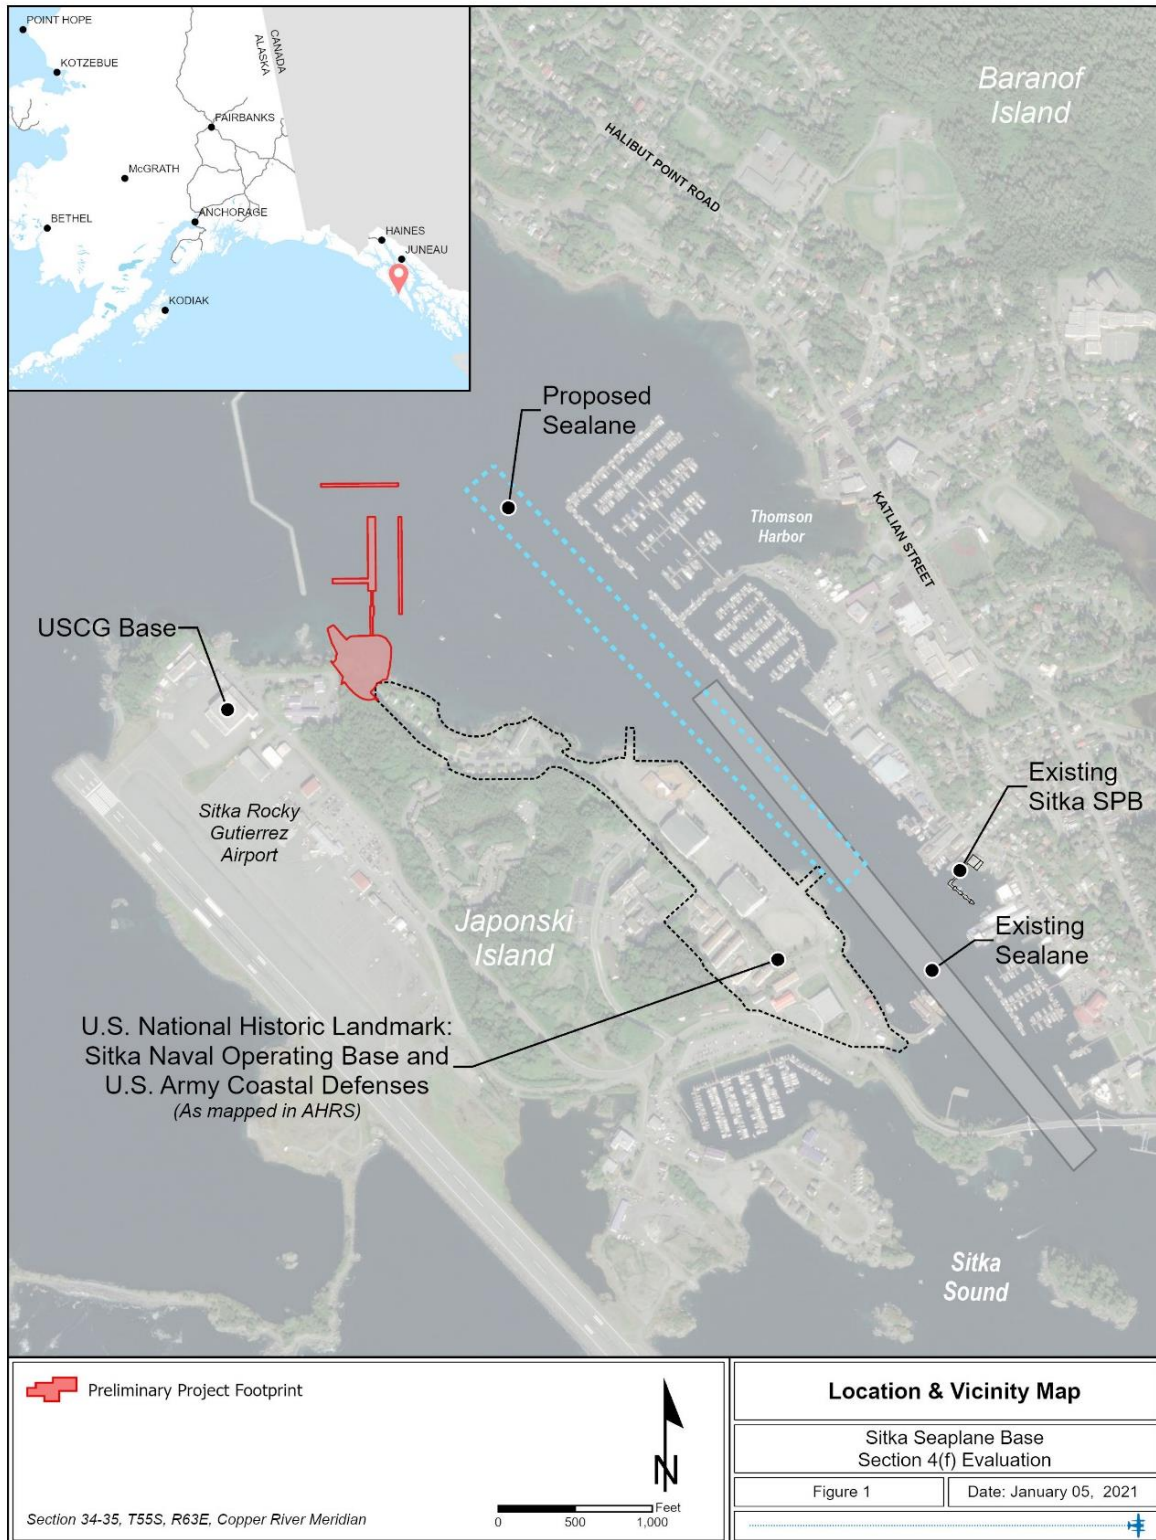 POINT HOPE
KOTZEBUE
CANADA
ALASKA
FAIRBANKS
McGRATH
BETHEL
ANCHORAGE
HAINES
JUNEAU
KODIAK
Baranof
Island
HALIBUT POINT ROAD
Proposed
Sealane
Thomson
Harbor
KATLIAN STREET
USCG Base
Sitka Rocky
Gutierrez
Airport
Existing
Sitka SPB
Japonski
Island
Existing
Sealane
U.S. National Historic Landmark:
Sitka Naval Operating Base and
U.S. Army Coastal Defenses
(As mapped in AHRS)
Sitka
Sound
Preliminary Project Footprint
N
Feet
0 500 1,000
Section 34-35, T55S, R63E, Copper River Meridian
Location & Vicinity Map
Sitka Seaplane Base
Section 4(f) Evaluation
Figure 1
Date: January 05, 2021